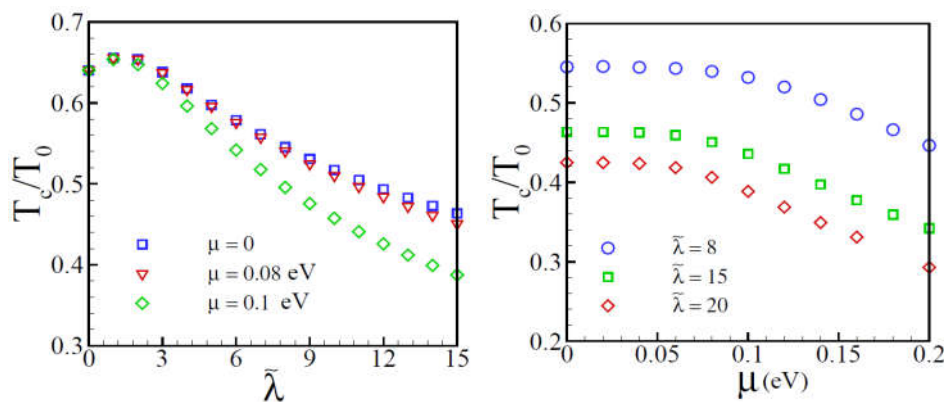 0.7
0.6
0.5
0.4
0.3
T_c/T_0
μ = 0
μ = 0.08 eV
μ = 0.1 eV
0 3 6 9 12 15
λ̃
0.6
0.5
0.4
0.3
0.2
T_c/T_0
λ̃ = 8
λ̃ = 15
λ̃ = 20
0 0.05 0.1 0.15 0.2
μ (eV)